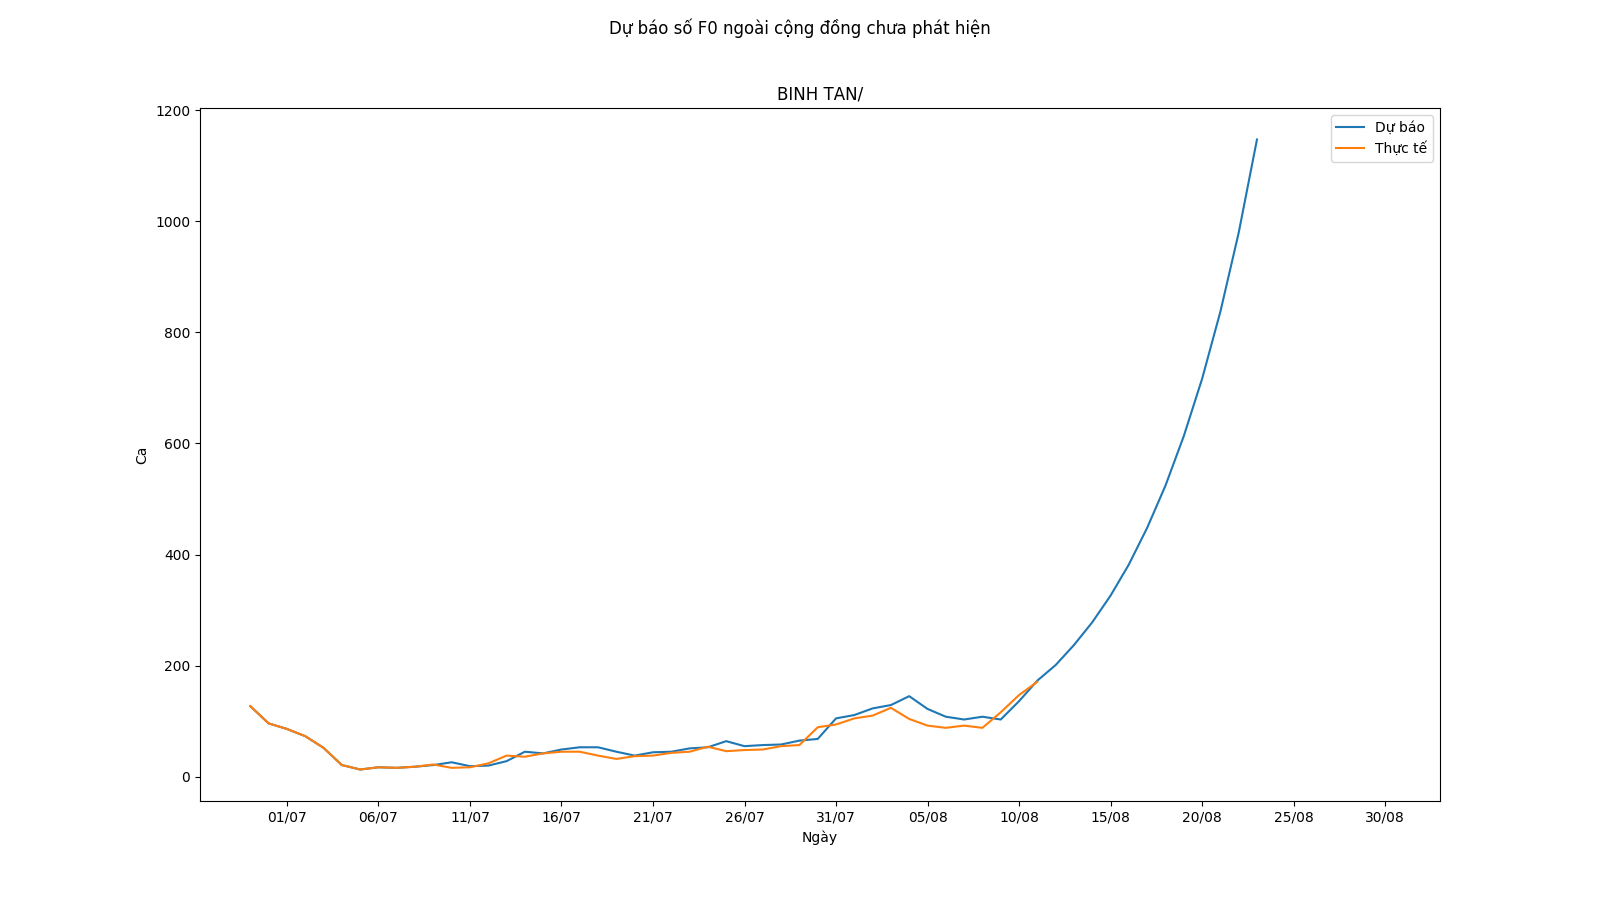 Dự báo số F0 ngoài cộng đồng chưa phát hiện
BINH TAN/
1200
1000
800
600
400
200
0
Ca
Dự báo
Thực tế
01/07 06/07 11/07 16/07 21/07 26/07 31/07 05/08 10/08 15/08 20/08 25/08 30/08
Ngày